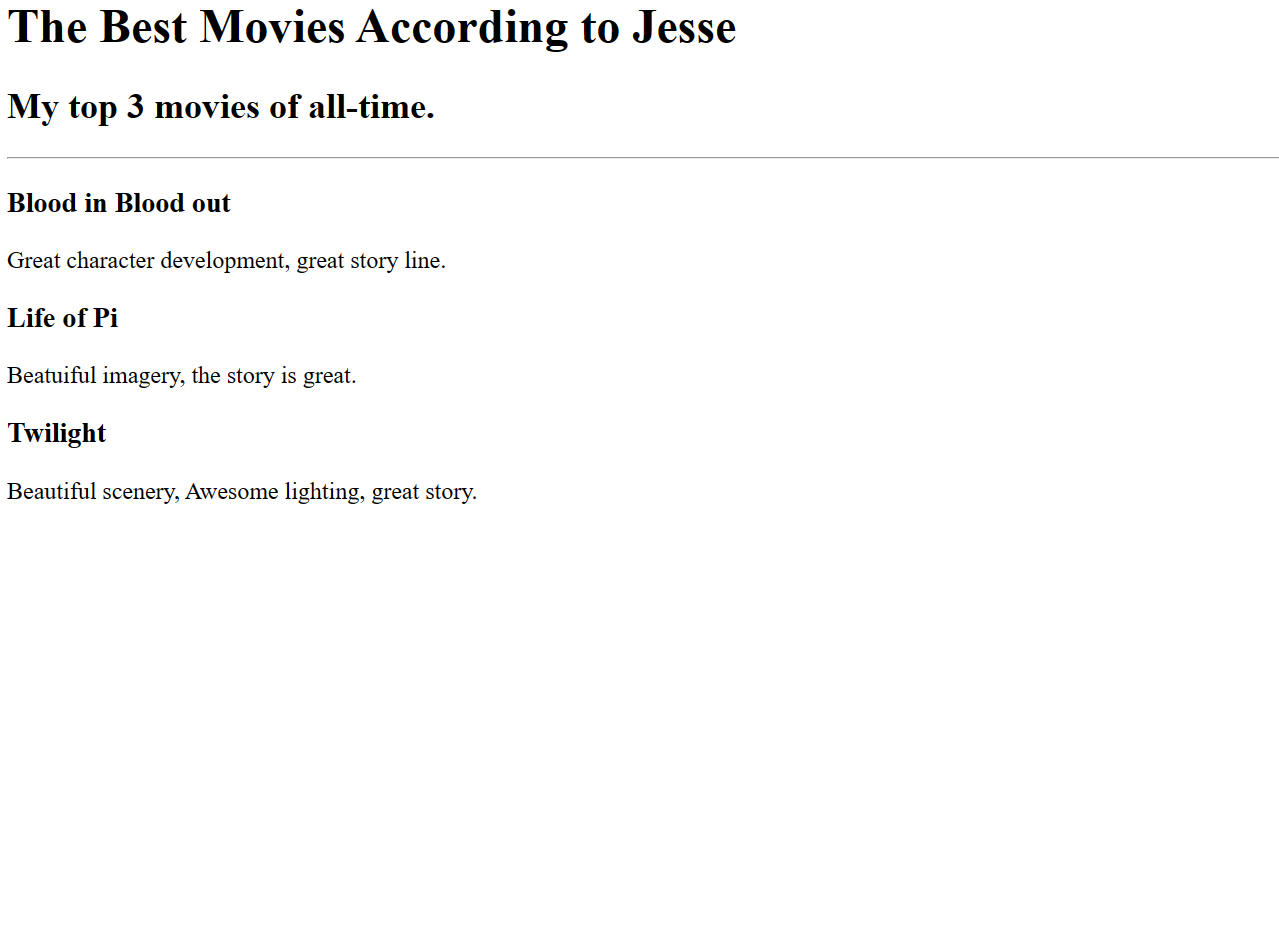 The Best Movies According to Jesse
My top 3 movies of all-time.
Blood in Blood out
Great character development, great story line.
Life of Pi
Beatuiful imagery, the story is great.
Twilight
Beautiful scenery, Awesome lighting, great story.